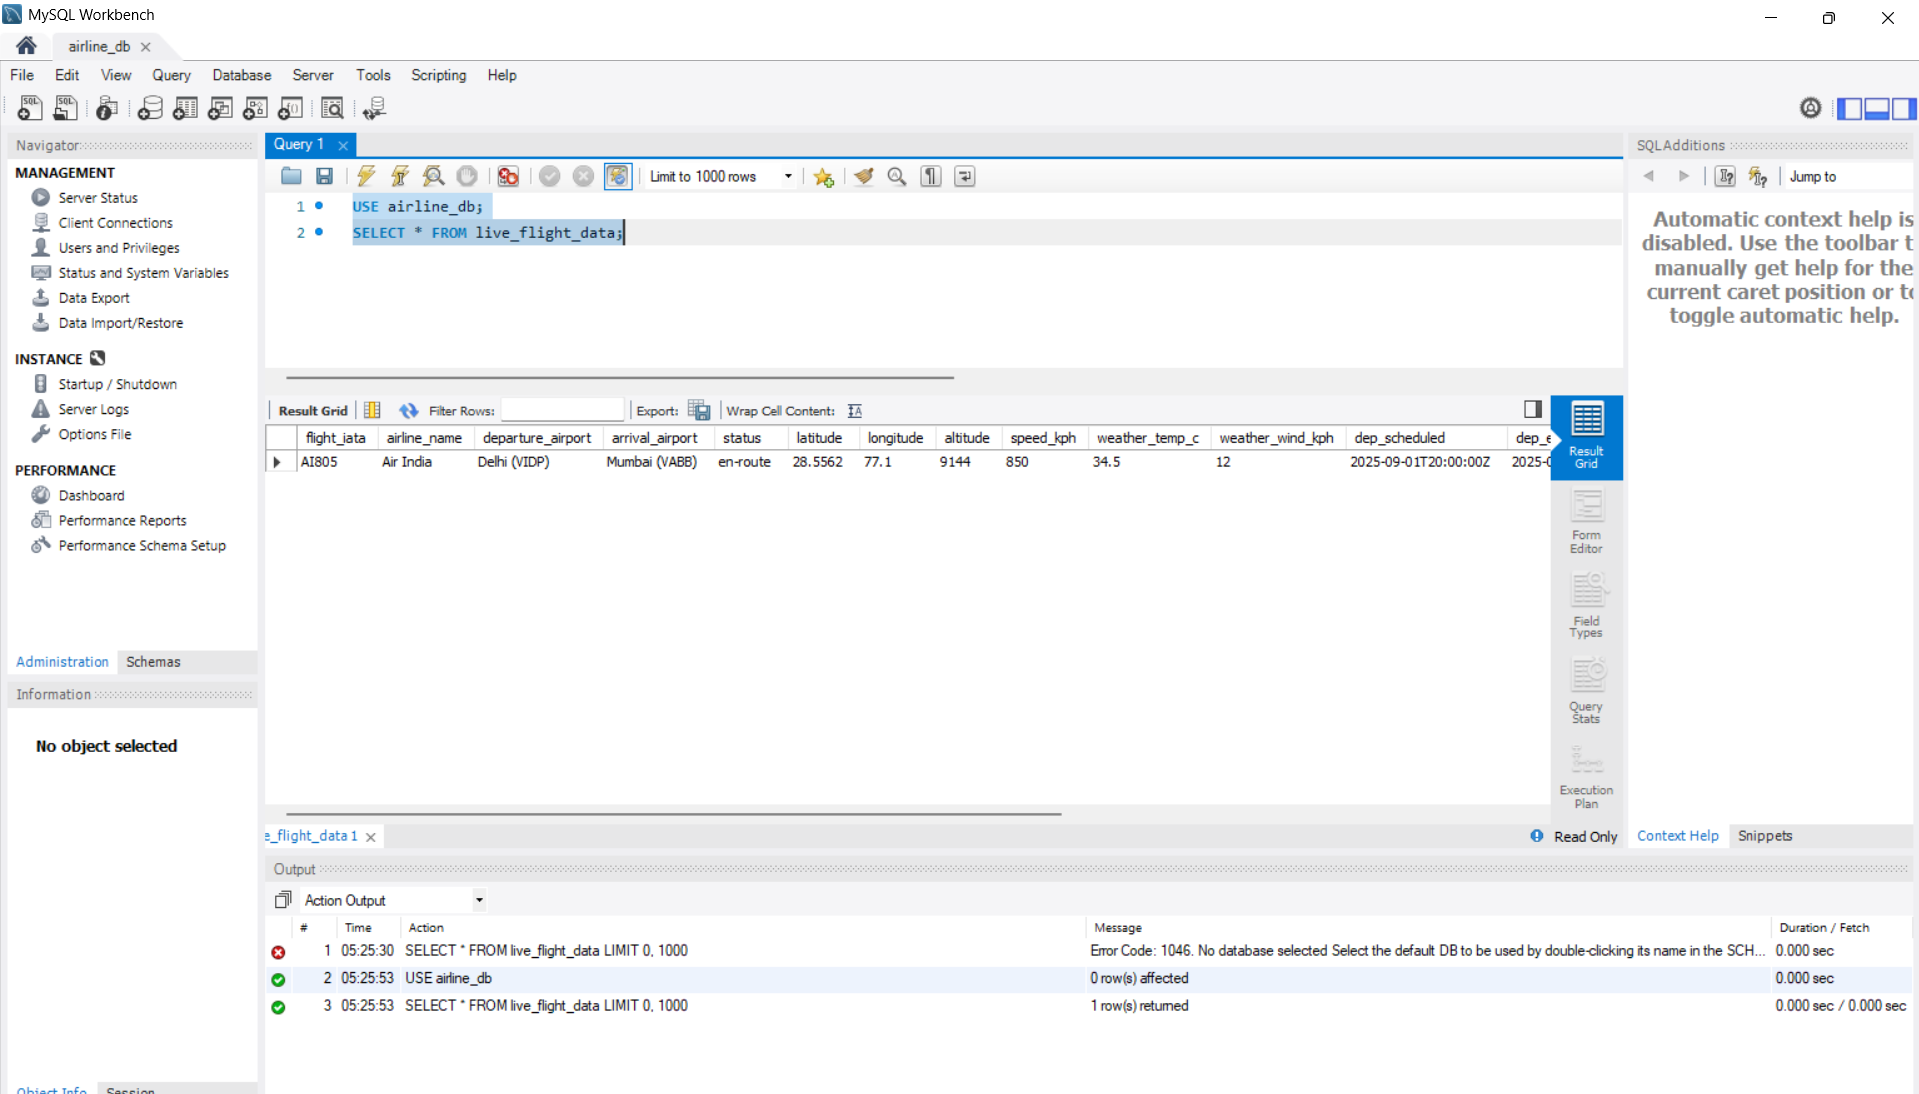 MySQL Workbench
airline_db
File Edit View Query Database Server Tools Scripting Help
Navigator
MANAGEMENT
Server Status
Client Connections
Users and Privileges
Status and System Variables
Data Export
Data Import/Restore
INSTANCE
Startup / Shutdown
Server Logs
Options File
PERFORMANCE
Dashboard
Performance Reports
Performance Schema Setup
Administration Schemas
Information
No object selected
Object Info Session
Query 1
Limit to 1000 rows
1 USE airline_db;
2 SELECT * FROM live_flight_data;
Result Grid Filter Rows: Export: Wrap Cell Content:
flight_iata airline_name departure_airport arrival_airport status latitude longitude altitude speed_kph weather_temp_c weather_wind_kph dep_scheduled dep_e
AI805 Air India Delhi (VIDP) Mumbai (VABB) en-route 28.5562 77.1 9144 850 34.5 12 2025-09-01T20:00:00Z 2025-0
Result
Grid
Form
Editor
Field
Types
Query
Stats
Execution
Plan
e_flight_data 1
Read Only
SQLAdditions
Jump to
Automatic context help is
disabled. Use the toolbar t
manually get help for the
current caret position or to
toggle automatic help.
Context Help Snippets
Output
Action Output
# Time Action Message Duration / Fetch
1 05:25:30 SELECT * FROM live_flight_data LIMIT 0, 1000 Error Code: 1046. No database selected Select the default DB to be used by double-clicking its name in the SCH... 0.000 sec
2 05:25:53 USE airline_db 0 row(s) affected 0.000 sec
3 05:25:53 SELECT * FROM live_flight_data LIMIT 0, 1000 1 row(s) returned 0.000 sec / 0.000 sec